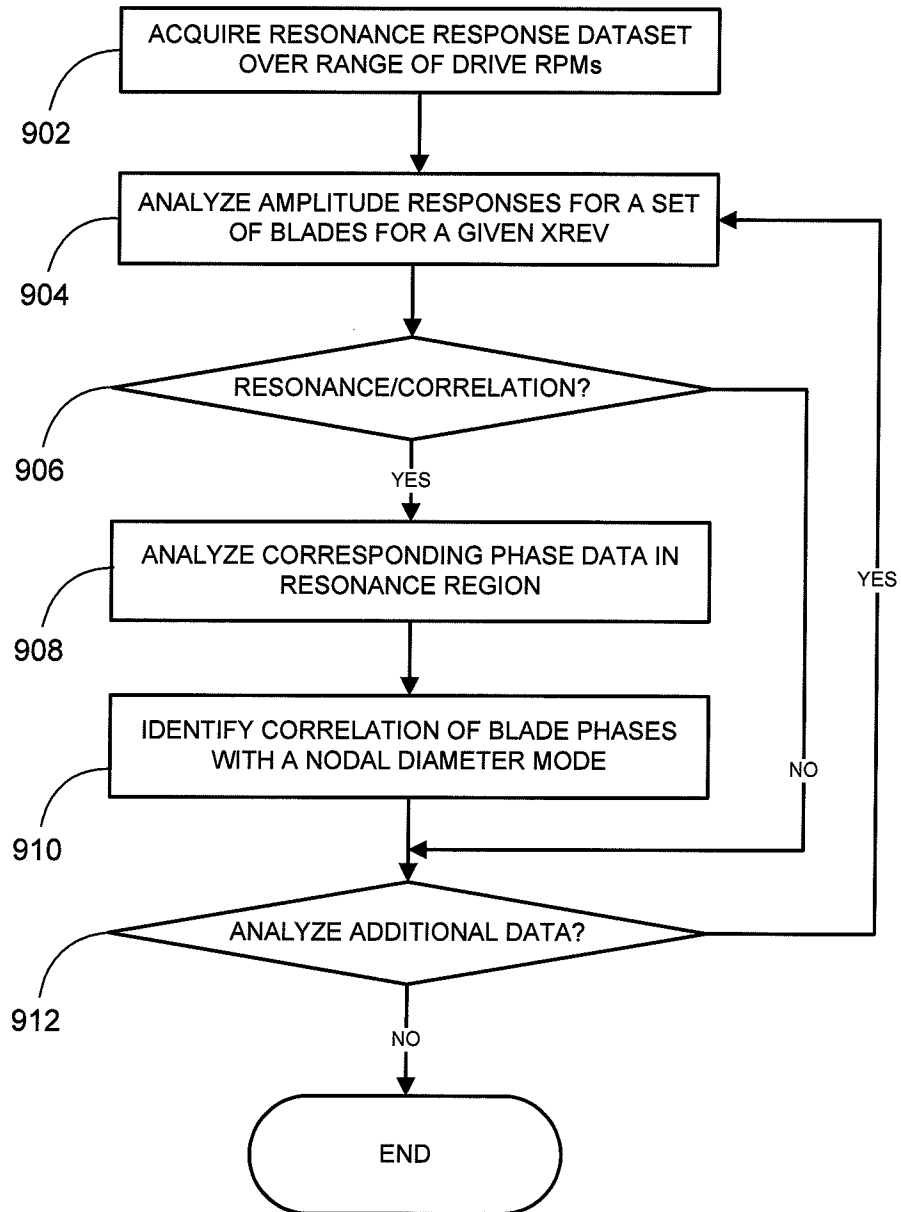 ACQUIRE RESONANCE RESPONSE DATASET
OVER RANGE OF DRIVE RPMs
902
ANALYZE AMPLITUDE RESPONSES FOR A SET
OF BLADES FOR A GIVEN XREV
904
RESONANCE/CORRELATION?
906
YES
ANALYZE CORRESPONDING PHASE DATA IN
RESONANCE REGION
YES
908
IDENTIFY CORRELATION OF BLADE PHASES
WITH A NODAL DIAMETER MODE
NO
910
ANALYZE ADDITIONAL DATA?
912
NO
END